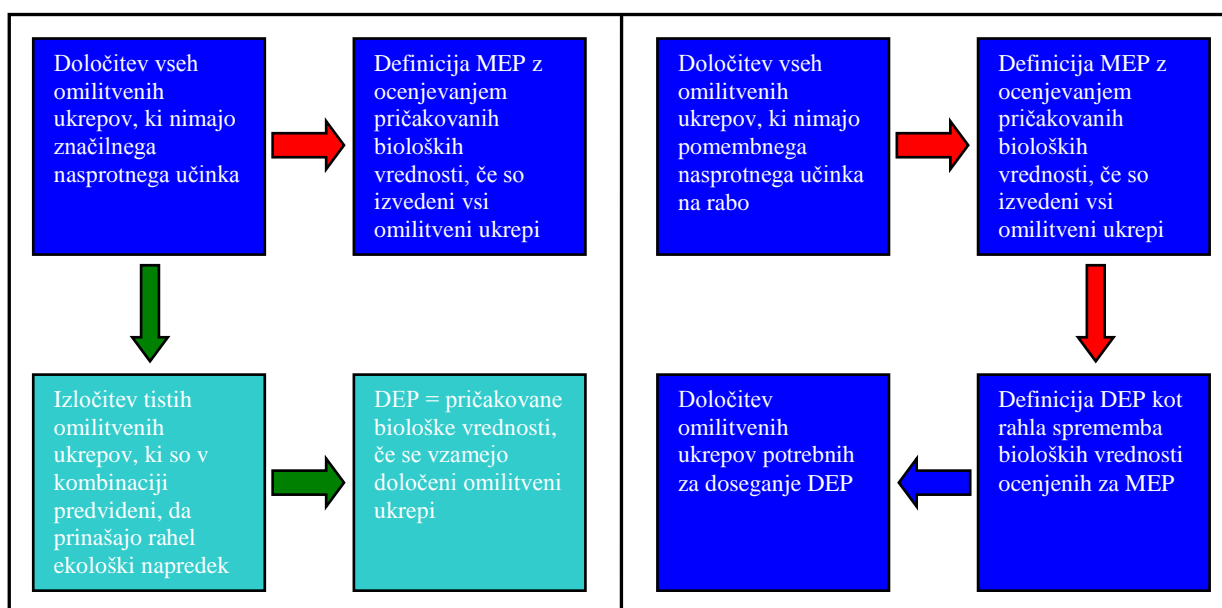 Določitev vseh
omilitvenih
ukrepov, ki nimajo
značilnega
nasprotnega učinka
Definicija MEP z
ocenjevanjem
pričakovanih
bioloških
vrednosti, če so
izvedeni vsi
omilitveni ukrepi
Izločitev tistih
omilitvenih
ukrepov, ki so v
kombinaciji
predvideni, da
prinašajo rahel
ekološki napredek
DEP = pričakovane
biološke vrednosti,
če se vzamejo
določeni omilitveni
ukrepi
Določitev vseh
omilitvenih
ukrepov, ki nimajo
pomembnega
nasprotnega učinka
na rabo
Definicija MEP z
ocenjevanjem
pričakovanih
bioloških
vrednosti, če so
izvedeni vsi
omilitveni ukrepi
Določitev
omilitvenih
ukrepov potrebnih
za doseganje DEP
Definicija DEP kot
rahla sprememba
bioloških vrednosti
ocenjenih za MEP